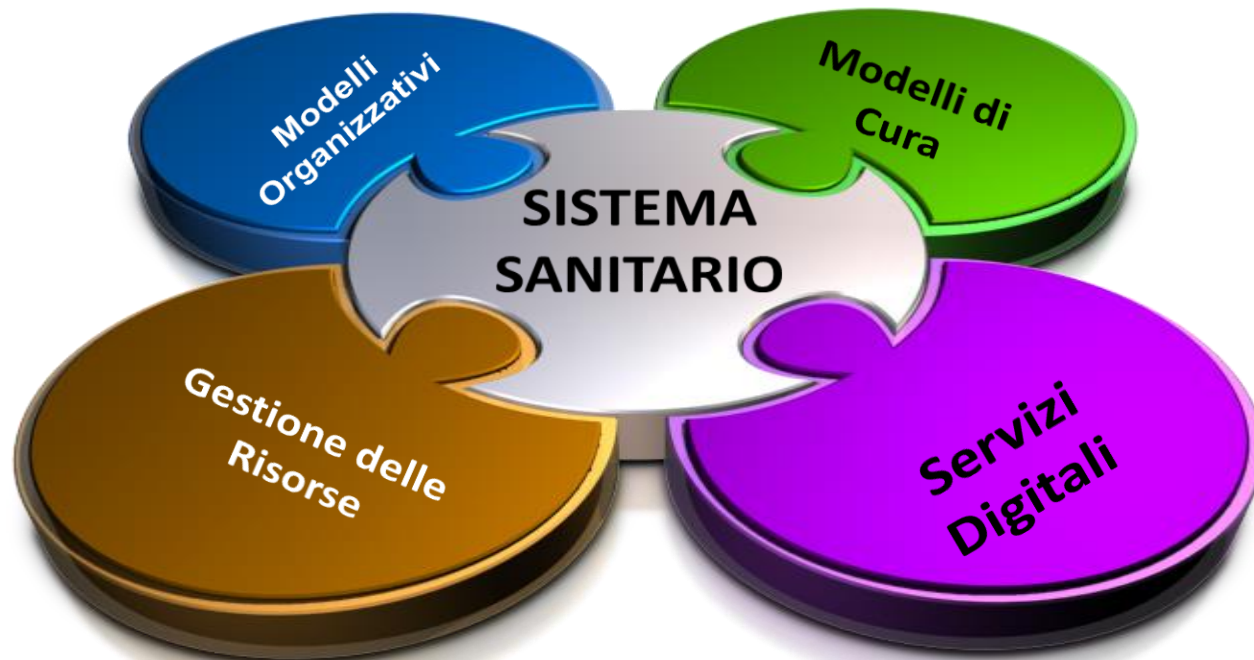 Modelli
Organizzativi
Modelli di
Cura
SISTEMA
SANITARIO
Gestione delle
Risorse
Servizi
Digitali